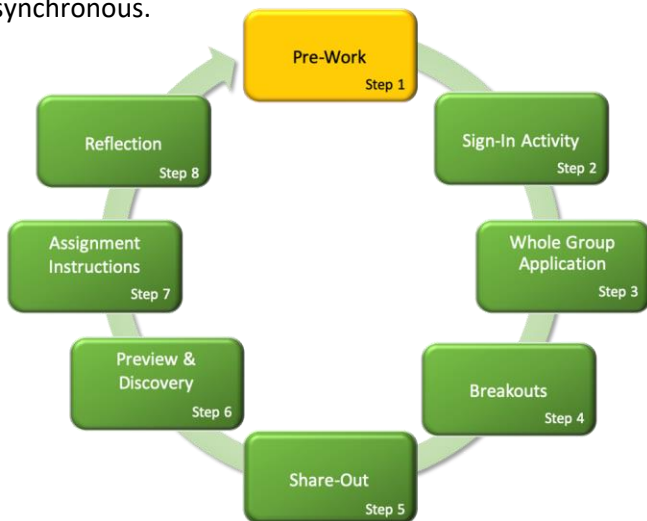 synchronous.
Pre-Work
Step 1
Sign-In Activity
Step 2
Whole Group
Application
Step 3
Breakouts
Step 4
Share-Out
Step 5
Preview &
Discovery
Step 6
Assignment
Instructions
Step 7
Reflection
Step 8